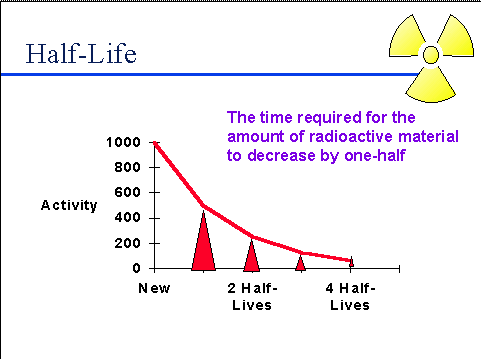 Half-Life
The time required for the
amount of radioactive material
to decrease by one-half
1000
800
600
Activity
400
200
0
New
2 Half-
Lives
4 Half-
Lives